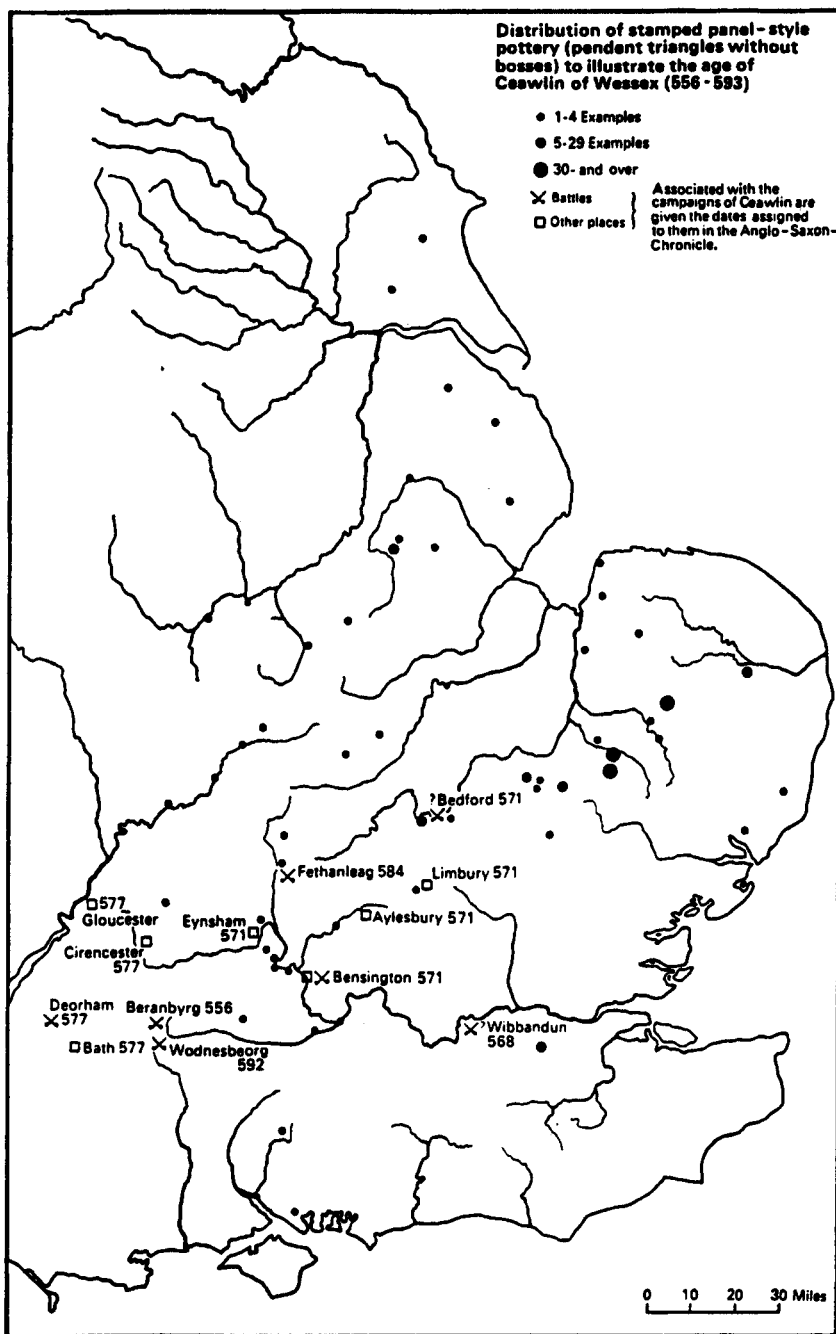 Distribution of stamped panel-style
pottery (pendent triangles without
bosses) to illustrate the age of
Ceawlin of Wessex (556-593)
1-4 Examples
5-29 Examples
30- and over
Battles
Other places
Associated with the
campaigns of Ceawlin are
given the dates assigned
to them in the Anglo-Saxon-
Chronicle.
?Bedford 571
Fethanleag 584
Limbury 571
577
Gloucester
Eynsham
571
Aylesbury 571
Cirencester
577
Bensington 571
Deorham
577
Beranbyrg 556
?Wibbandun
568
Bath 577
Wodnesbeorg
592
0 10 20 30 Miles